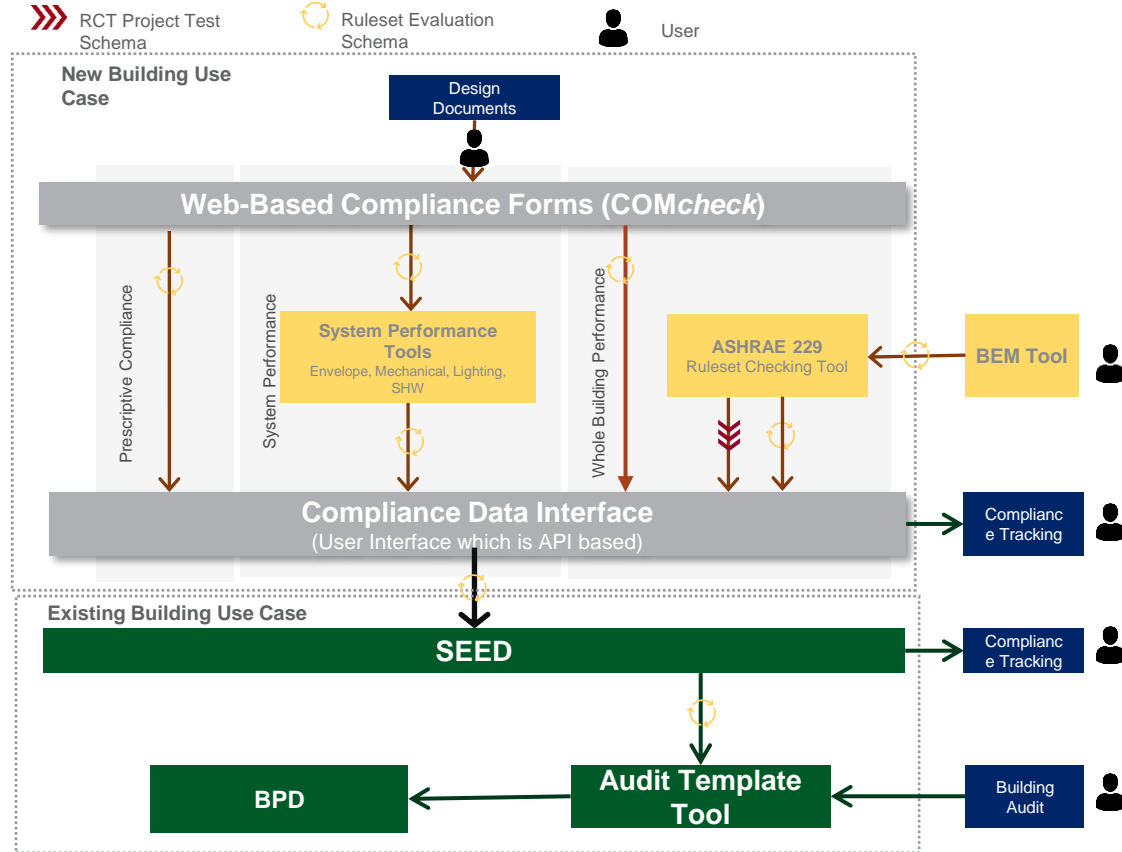 RCT Project Test
Schema
Ruleset Evaluation
Schema
User
New Building Use
Case
Design
Documents
Web-Based Compliance Forms (COMcheck)
Prescriptive Compliance
System Performance
Whole Building Performance
System Performance
Tools
Envelope, Mechanical, Lighting,
SHW
ASHRAE 229
Ruleset Checking Tool
BEM Tool
Compliance Data Interface
(User Interface which is API based)
Complianc
e Tracking
Existing Building Use Case
SEED
Complianc
e Tracking
BPD
Audit Template
Tool
Building
Audit